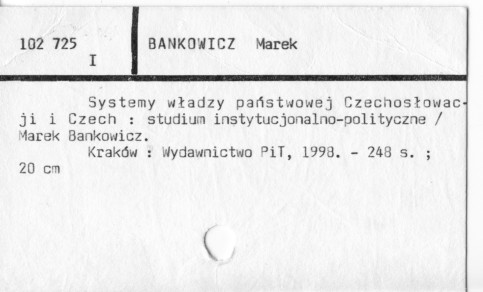 102 725
I
BANKOWICZ Marek
Systemy władzy państwowej Czechosłowac-
ji i Czech : studium instytucjonalno-polityczne /
Marek Bankowicz.
Kraków : Wydawnictwo PiT, 1998. - 248 s. ;
20 cm